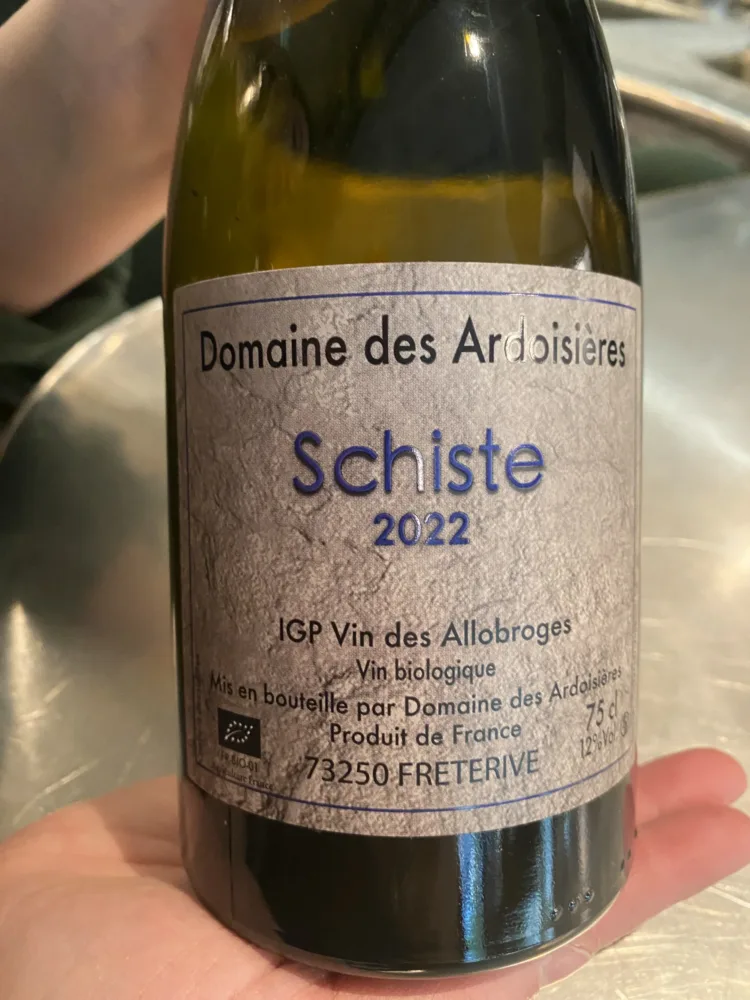 Domaine des Ardoisières
Schiste
2022
IGP Vin des Allobroges
Vin biologique
Mis en bouteille par Domaine des Ardoisières
Produit de France
73250 FRETERIVE
75 cl
12%Vol